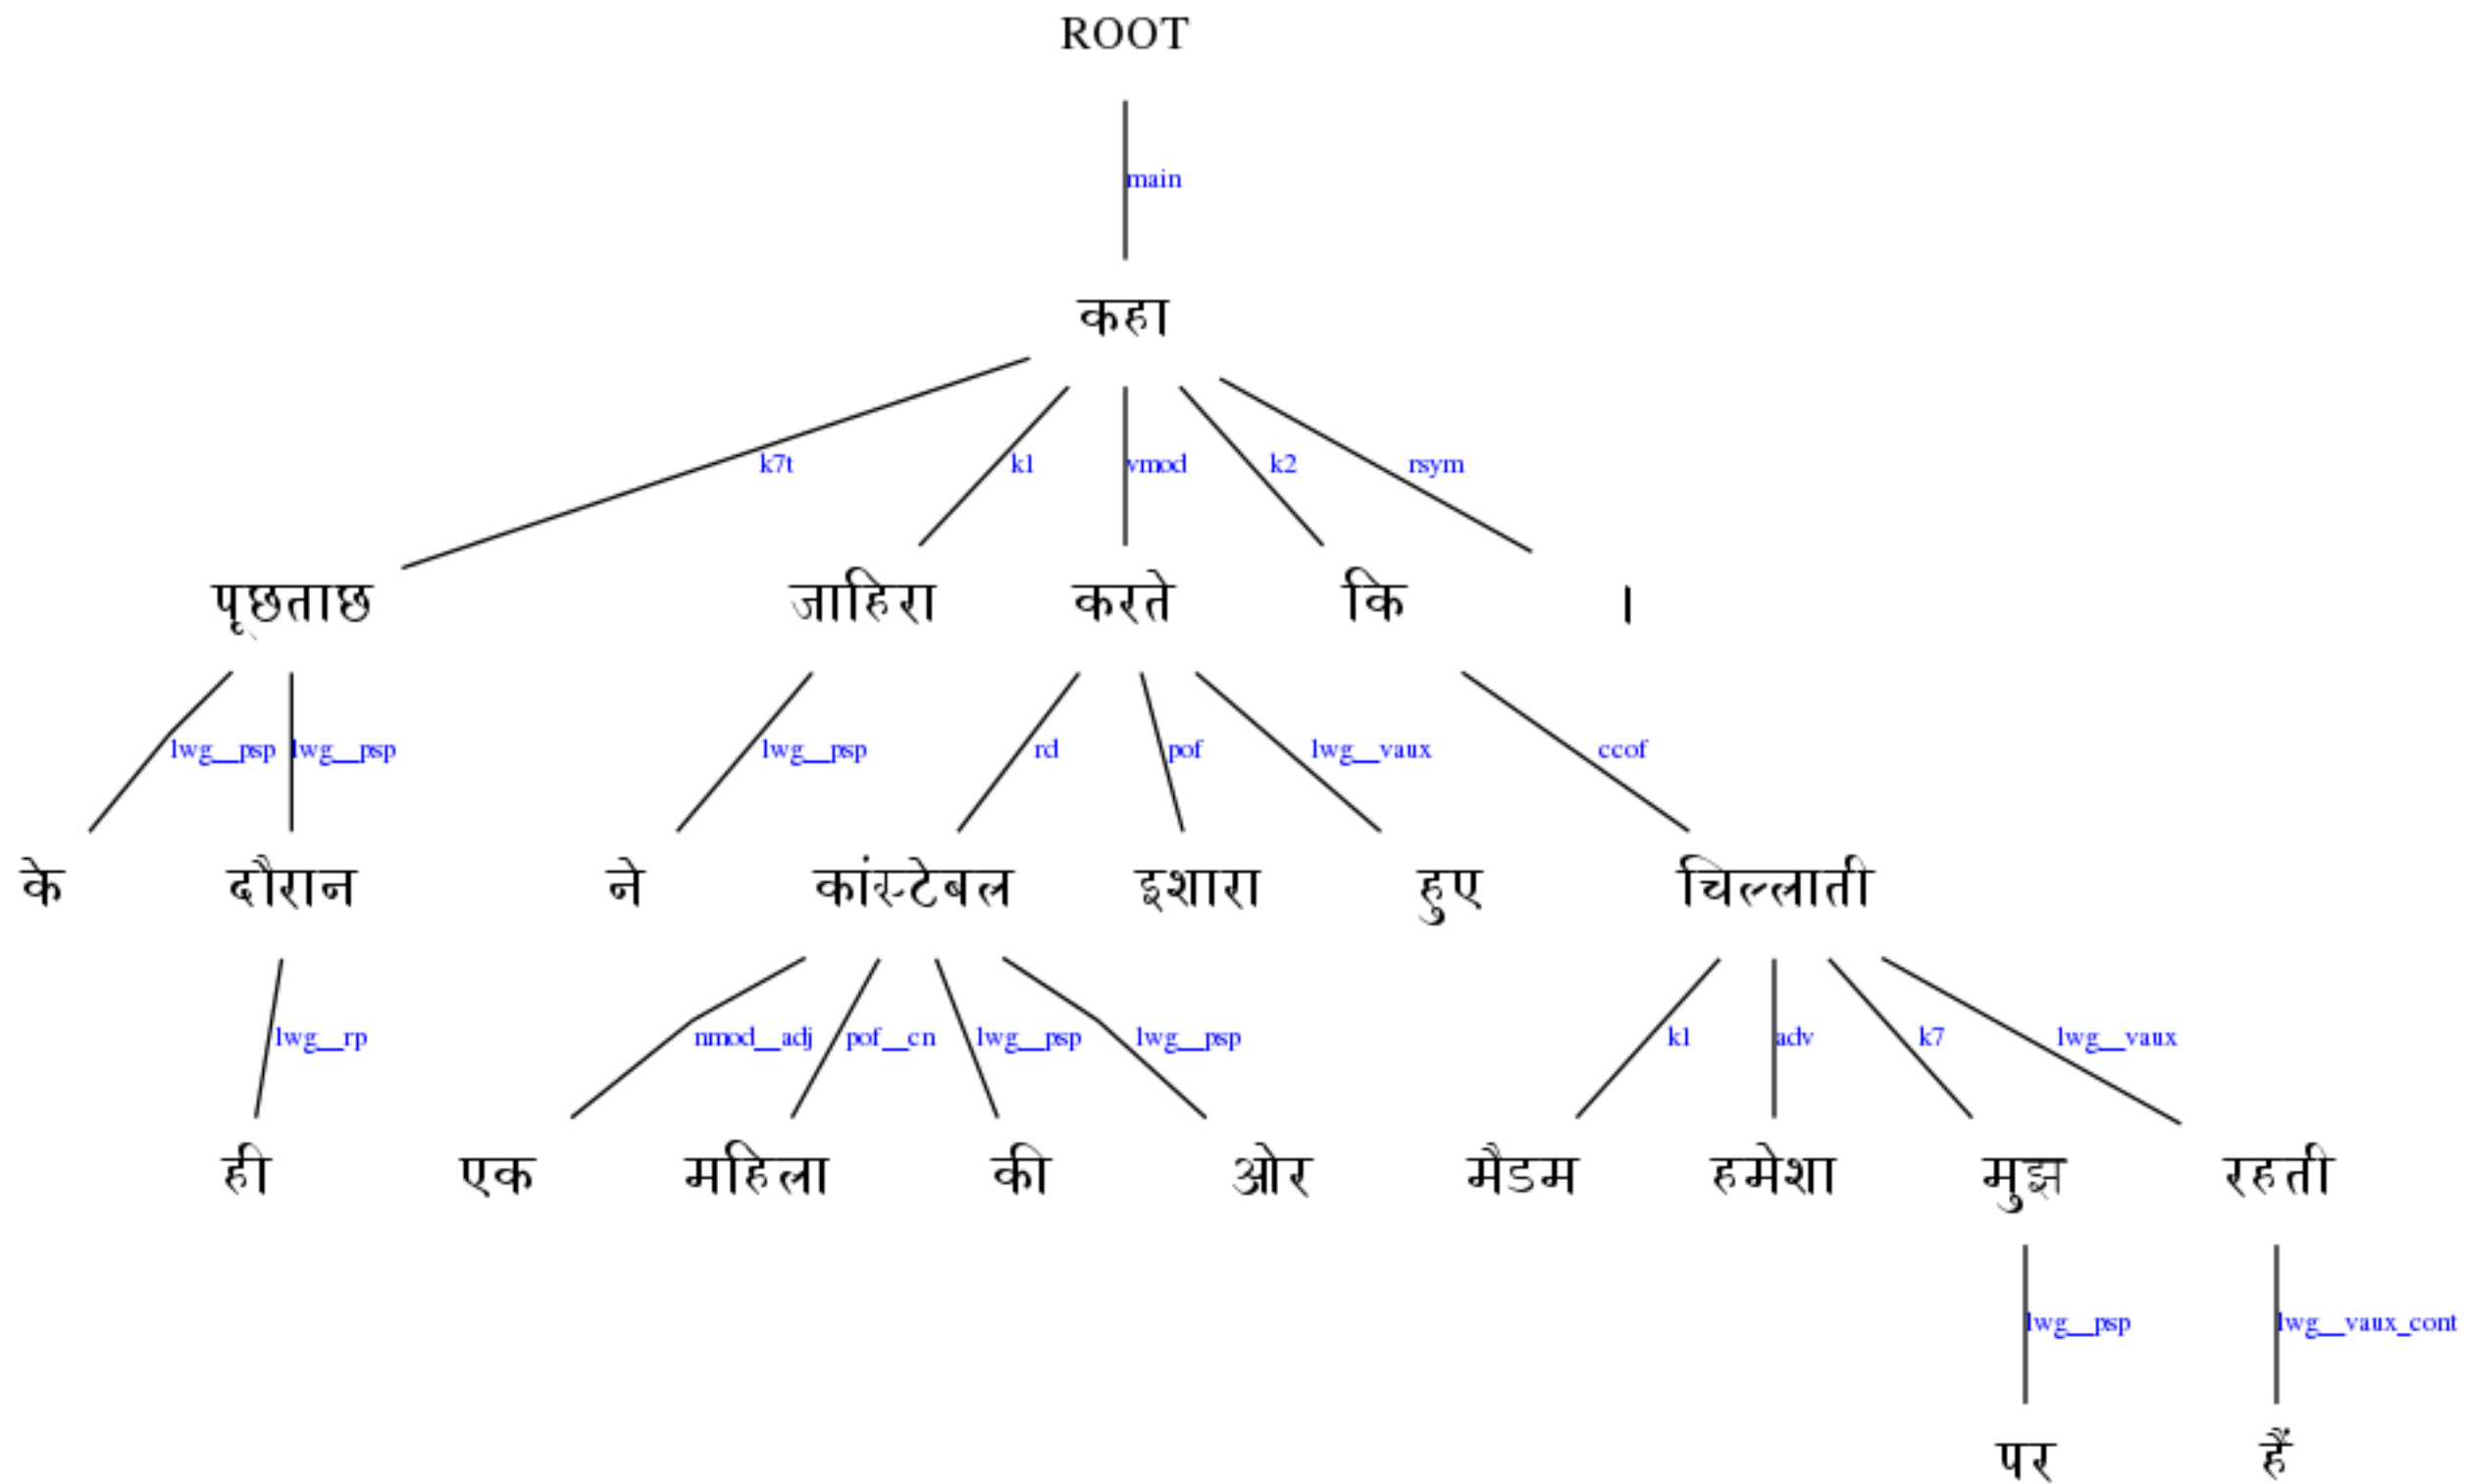 ROOT
main
कहा
k7t k1 vmod k2 rsym
पूछताछ जाहिरा करते कि ।
lwg__psp lwg__psp lwg__psp rd pof lwg__vaux ccof
के दौरान ने कांस्टेबल इशारा हुए चिल्लाती
lwg__rp nmod__adj pof__cn lwg__psp lwg__psp k1 adv k7 lwg__vaux
ही एक महिला की ओर मैडम हमेशा मुझ रहती
lwg__psp lwg__vaux_cont
पर हैं